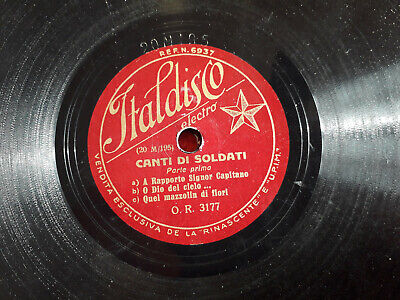 20M195
REF.N. 6937
Italdisco
electro
(20 M/195)
CANTI DI SOLDATI
Parte prima
a) A Rapporto Signor Capitano
b) O Dio del cielo ...
c) Quel mazzolin di fiori
O. R. 3177
VENDITA ESCLUSIVA DE LA "RINASCENTE" E "U.P.I.M."